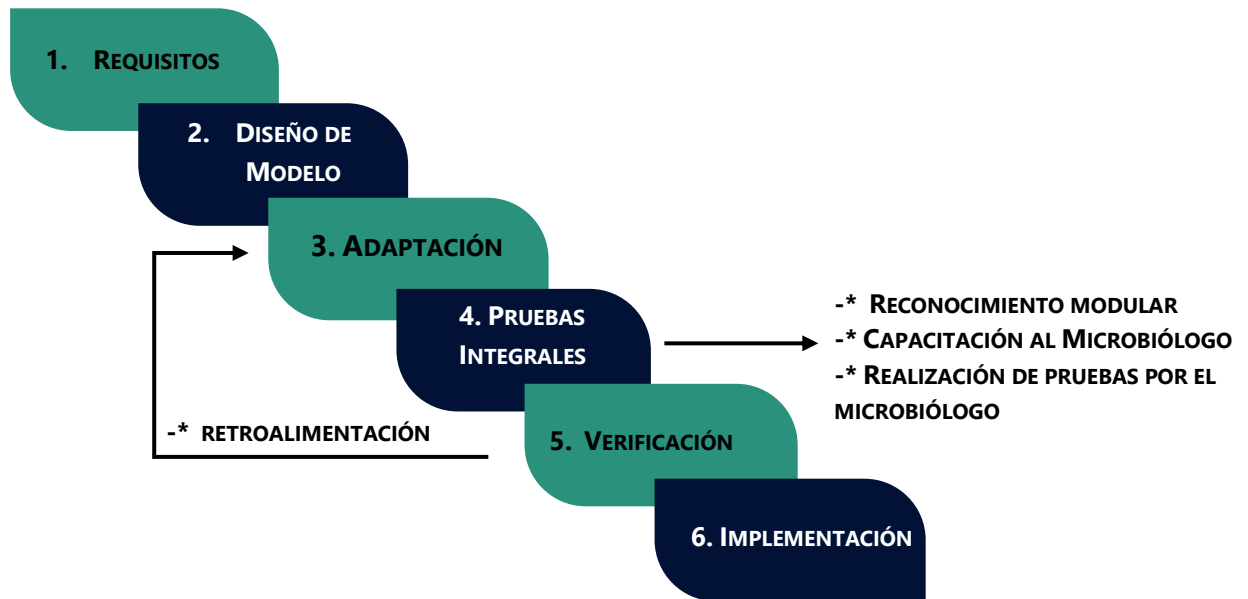 1. REQUISITOS
2. DISEÑO DE
MODELO
3. ADAPTACIÓN
4. PRUEBAS
INTEGRALES
-* RECONOCIMIENTO MODULAR
-* CAPACITACIÓN AL MICROBIÓLOGO
-* REALIZACIÓN DE PRUEBAS POR EL
MICROBIÓLOGO
-* RETROALIMENTACIÓN
5. VERIFICACIÓN
6. IMPLEMENTACIÓN